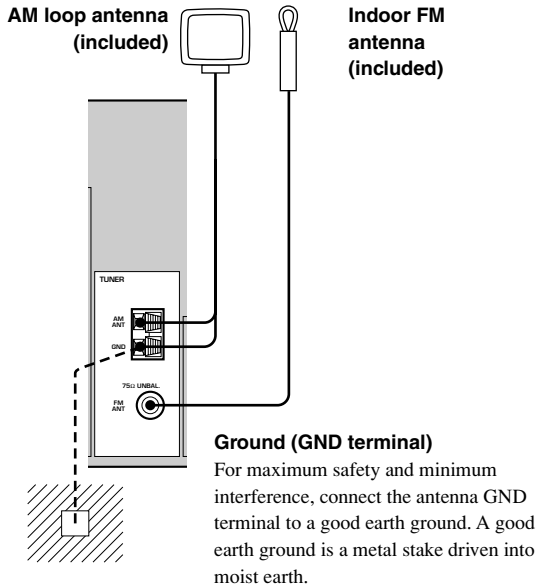 AM loop antenna
(included)
Indoor FM
antenna
(included)
TUNER
AM
ANT
GND
75Ω UNBAL.
FM
ANT
Ground (GND terminal)
For maximum safety and minimum
interference, connect the antenna GND
terminal to a good earth ground. A good
earth ground is a metal stake driven into
moist earth.